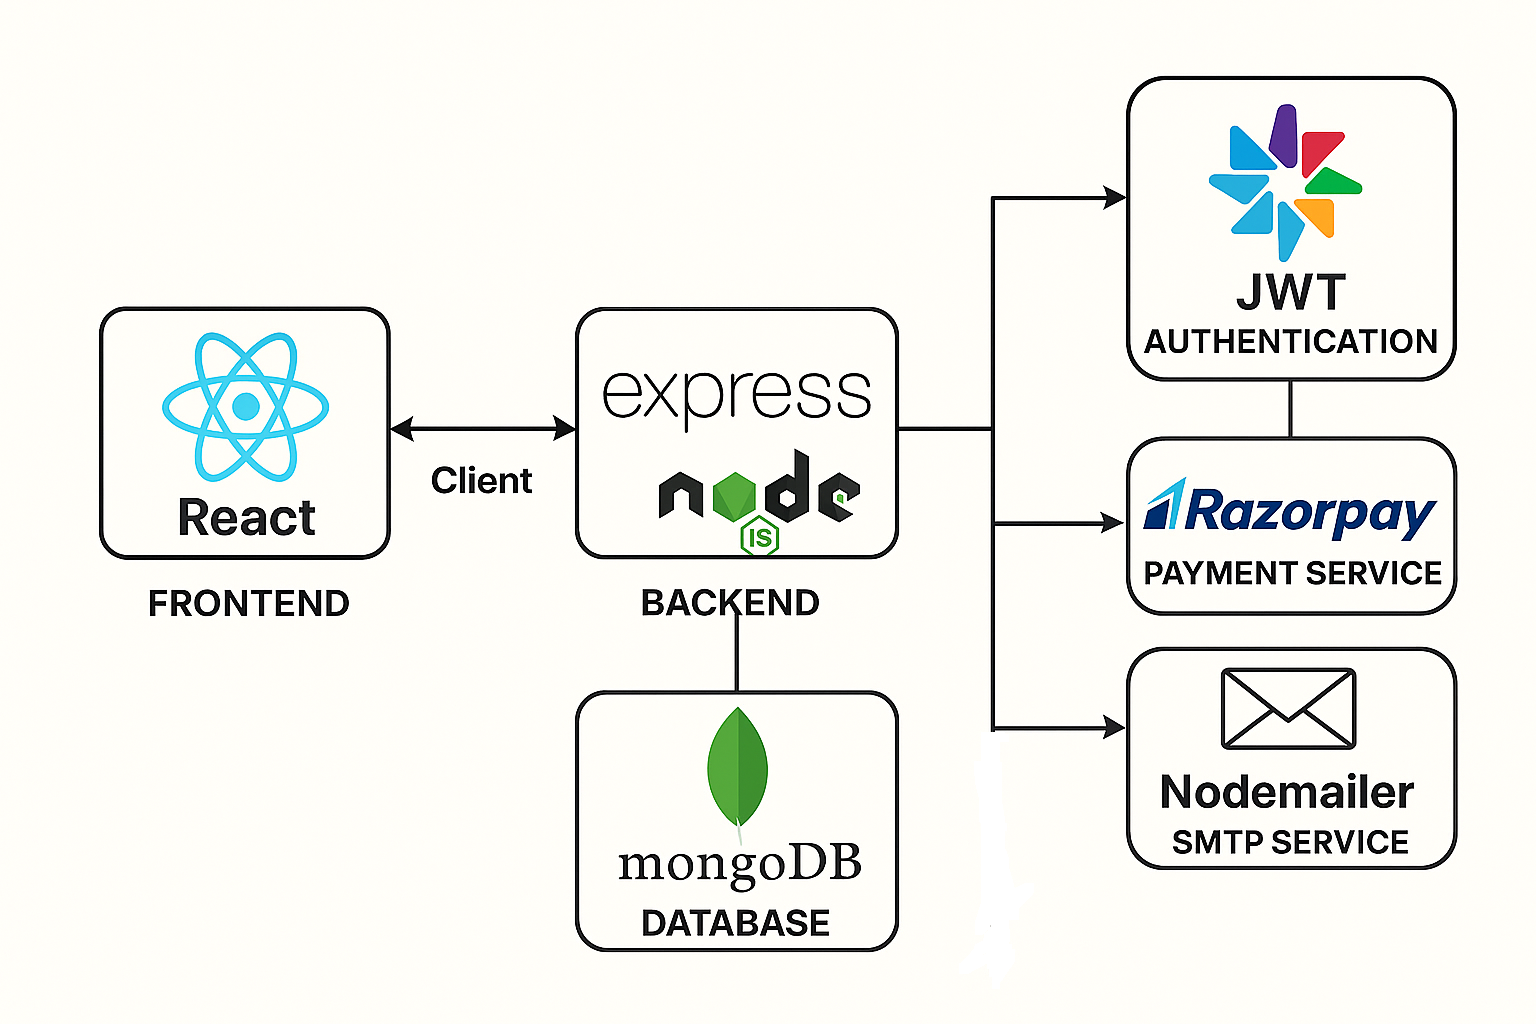 React
FRONTEND
Client
express
node
JS
BACKEND
mongoDB
DATABASE
JWT
AUTHENTICATION
Razorpay
PAYMENT SERVICE
Nodemailer
SMTP SERVICE